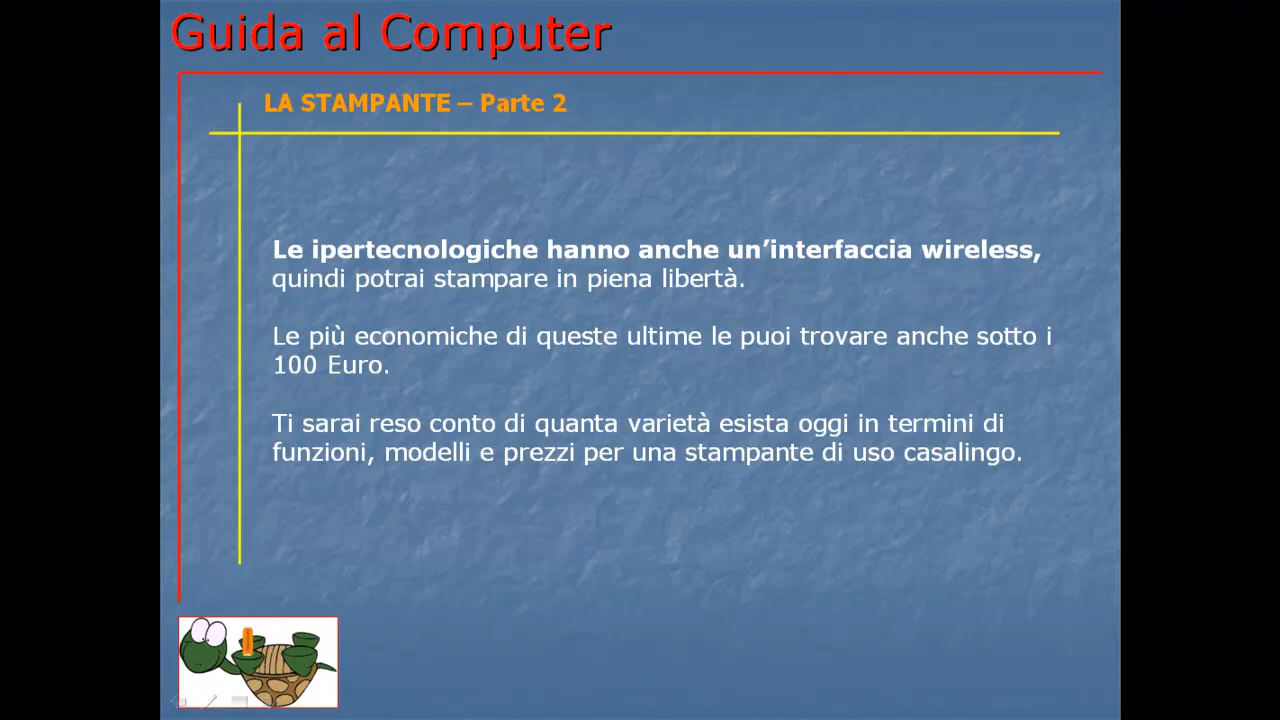 Guida al Computer
LA STAMPANTE – Parte 2
Le ipertecnologiche hanno anche un’interfaccia wireless,
quindi potrai stampare in piena libertà.
Le più economiche di queste ultime le puoi trovare anche sotto i
100 Euro.
Ti sarai reso conto di quanta varietà esista oggi in termini di
funzioni, modelli e prezzi per una stampante di uso casalingo.